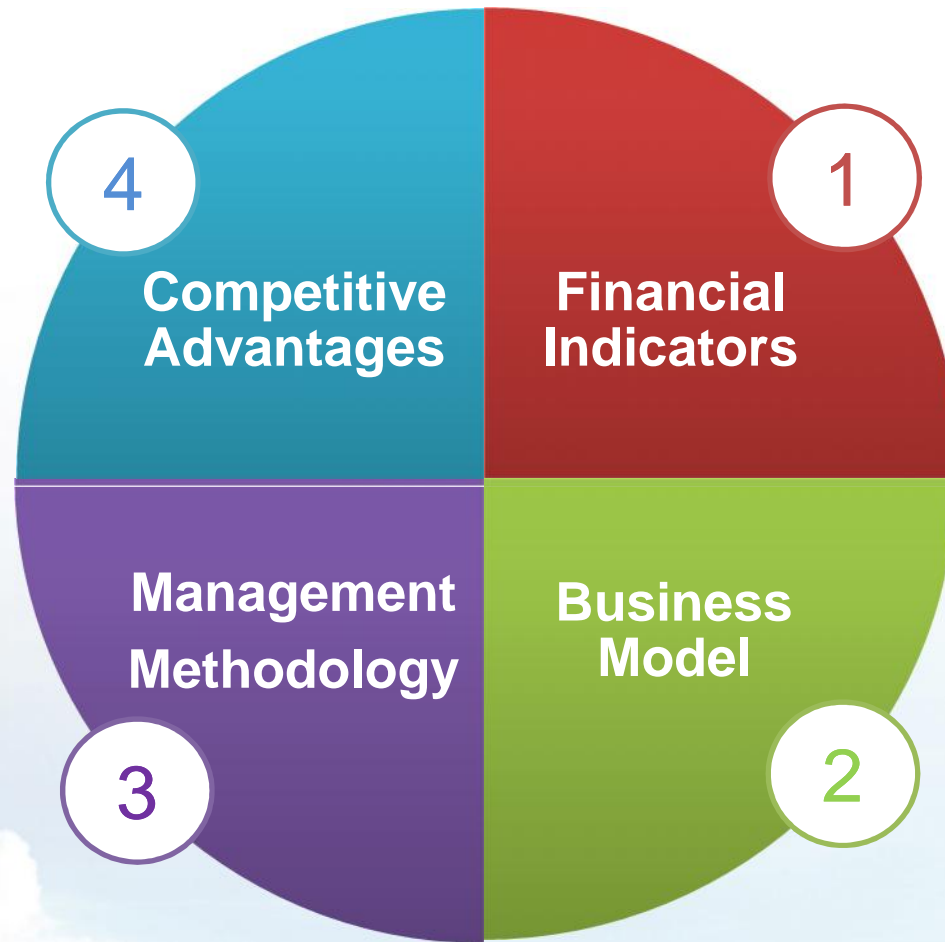 1
Financial
Indicators
2
Business
Model
3
Management
Methodology
4
Competitive
Advantages